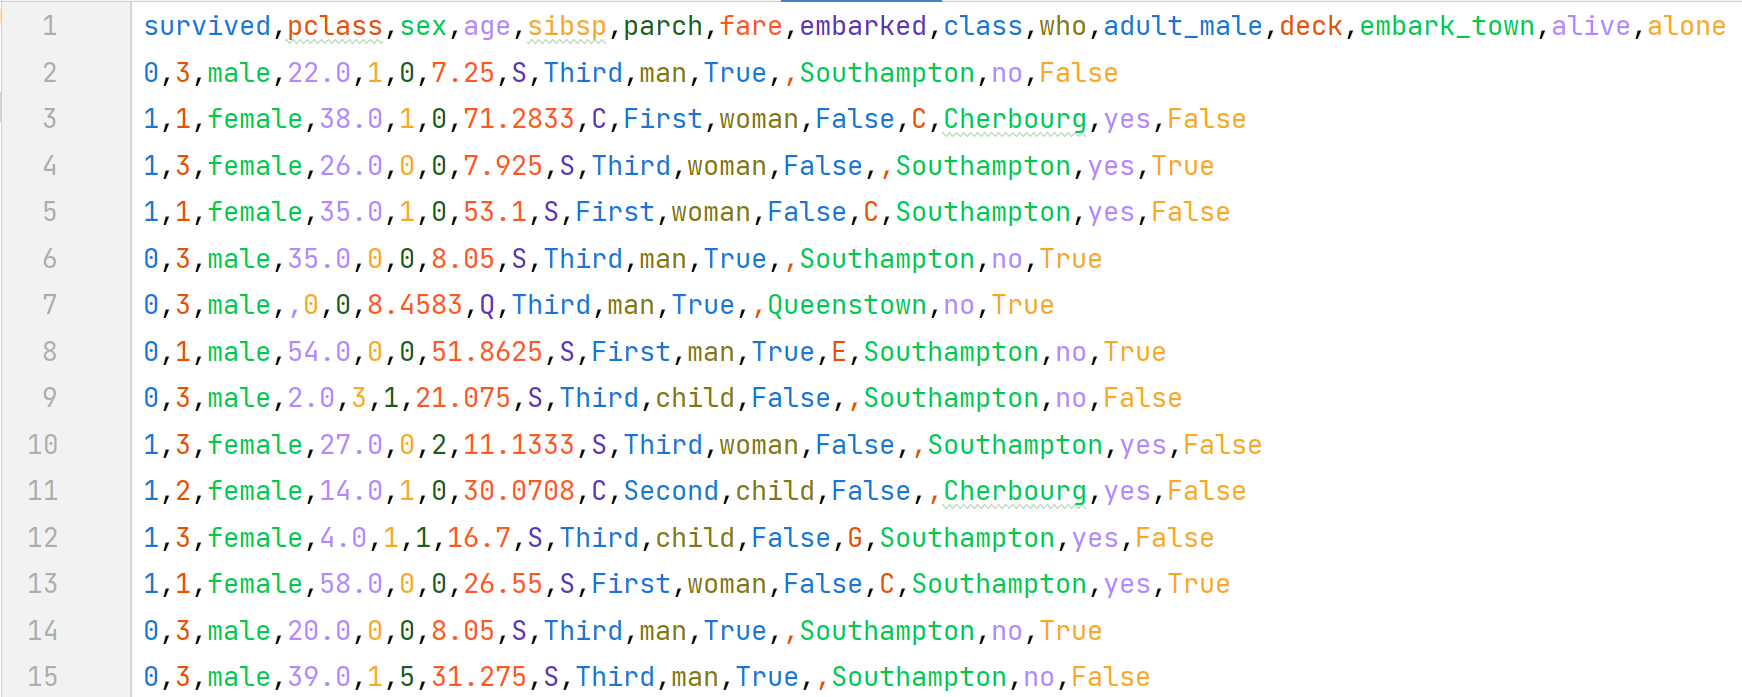 1 survived,pclass,sex,age,sibsp,parch,fare,embarked,class,who,adult_male,deck,embark_town,alive,alone
2 0,3,male,22.0,1,0,7.25,S,Third,man,True,,Southampton,no,False
3 1,1,female,38.0,1,0,71.2833,C,First,woman,False,C,Cherbourg,yes,False
4 1,3,female,26.0,0,0,7.925,S,Third,woman,False,,Southampton,yes,True
5 1,1,female,35.0,1,0,53.1,S,First,woman,False,C,Southampton,yes,False
6 0,3,male,35.0,0,0,8.05,S,Third,man,True,,Southampton,no,True
7 0,3,male,,0,0,8.4583,Q,Third,man,True,,Queenstown,no,True
8 0,1,male,54.0,0,0,51.8625,S,First,man,True,E,Southampton,no,True
9 0,3,male,2.0,3,1,21.075,S,Third,child,False,,Southampton,no,False
10 1,3,female,27.0,0,2,11.1333,S,Third,woman,False,,Southampton,yes,False
11 1,2,female,14.0,1,0,30.0708,C,Second,child,False,,Cherbourg,yes,False
12 1,3,female,4.0,1,1,16.7,S,Third,child,False,G,Southampton,yes,False
13 1,1,female,58.0,0,0,26.55,S,First,woman,False,C,Southampton,yes,True
14 0,3,male,20.0,0,0,8.05,S,Third,man,True,,Southampton,no,True
15 0,3,male,39.0,1,5,31.275,S,Third,man,True,,Southampton,no,False